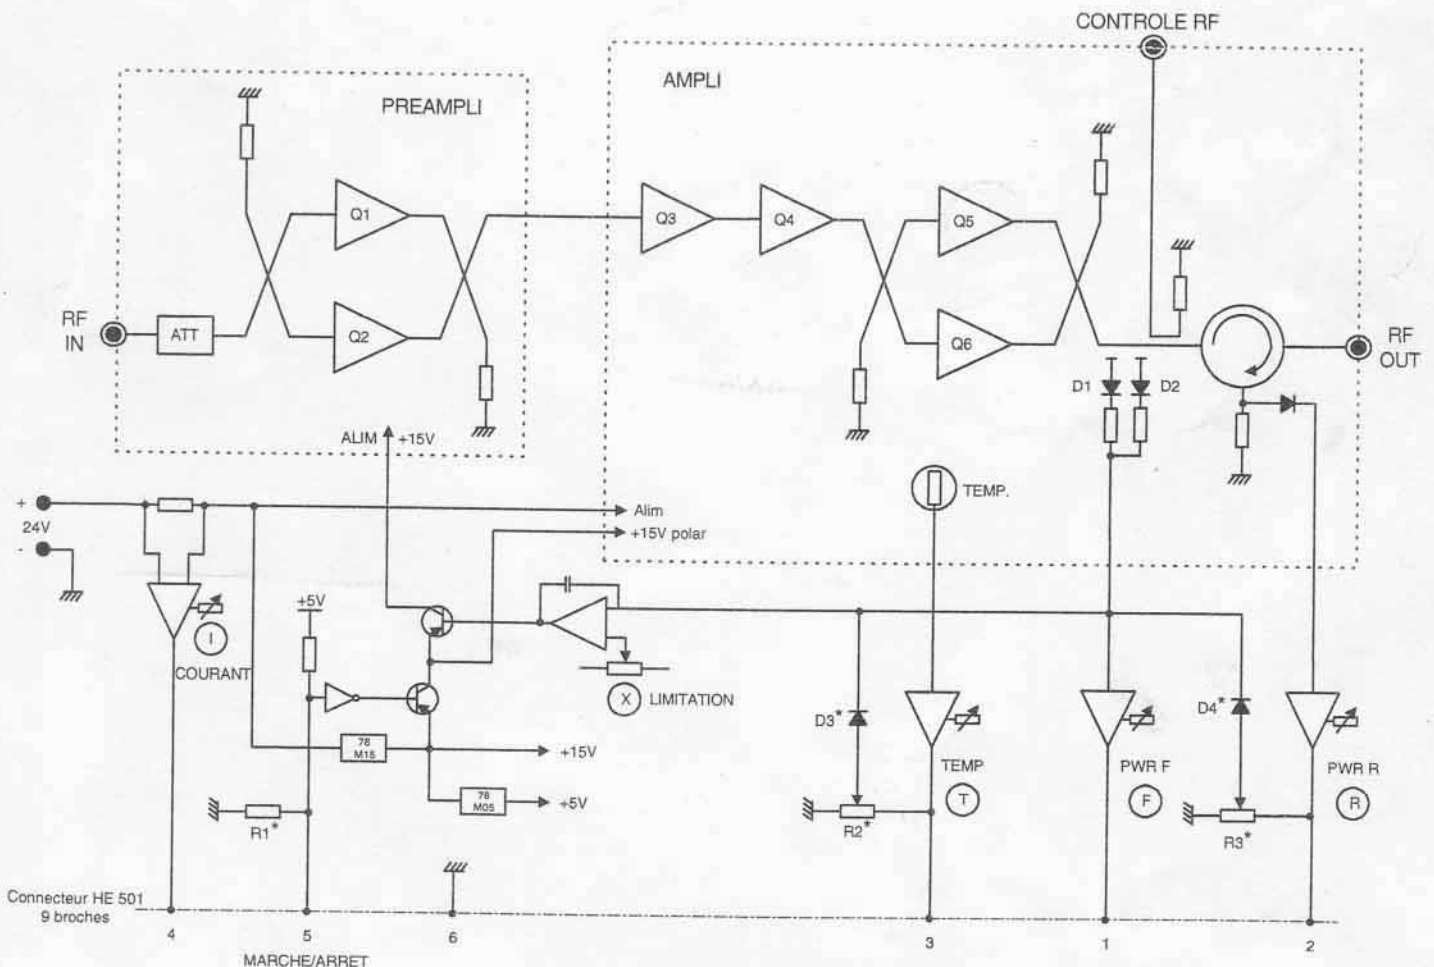 CONTROLE RF
AMPLI
PREAMPLI
Q1
Q3
Q4
Q5
RF
IN
ATT
Q2
Q6
RF
OUT
D1
D2
ALIM
+15V
+
24V
-
TEMP.
Alim
+15V polar
+5V
I
COURANT
X
LIMITATION
D3*
D4*
78
M15
+15V
TEMP
PWR F
PWR R
T
F
R
78
M05
+5V
R1*
R2*
R3*
Connecteur HE 501
9 broches
4
5
6
3
1
2
MARCHE/ARRET